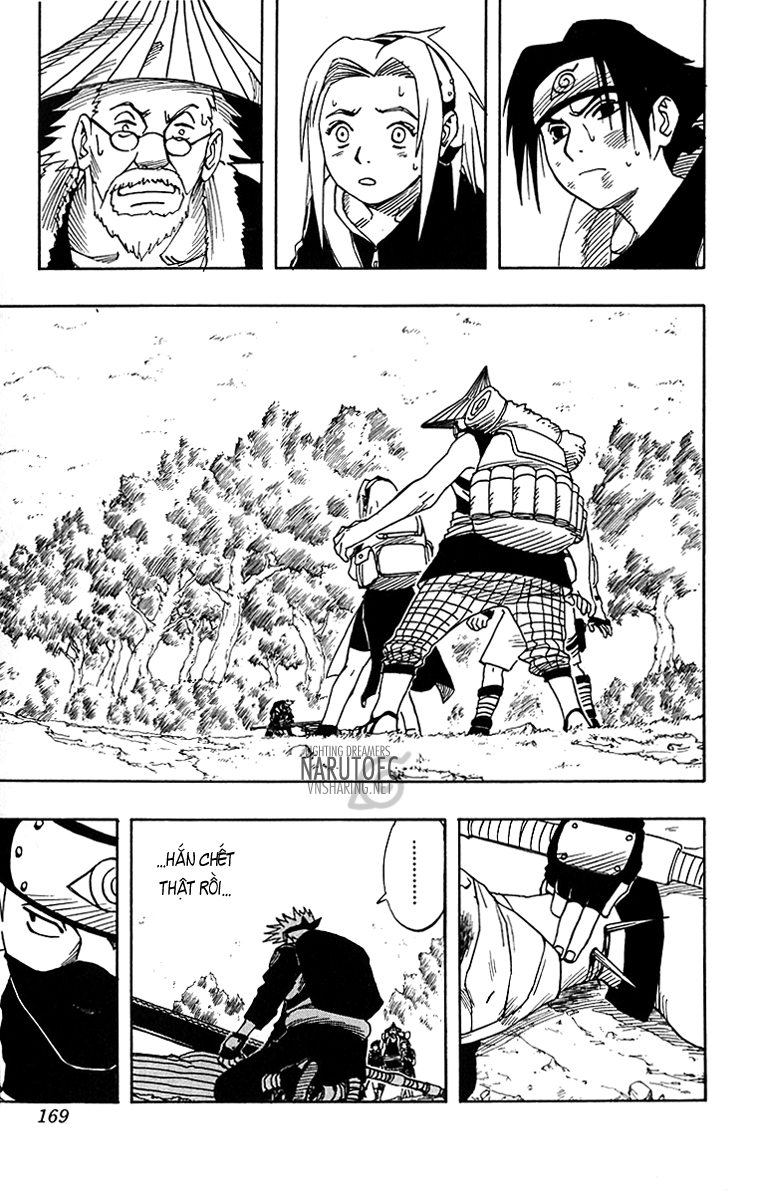 FIGHTING DREAMERS
NARUTOFC
VNSHARING.NET
.........
...HẮN CHẾT
THẬT RỒI...
169